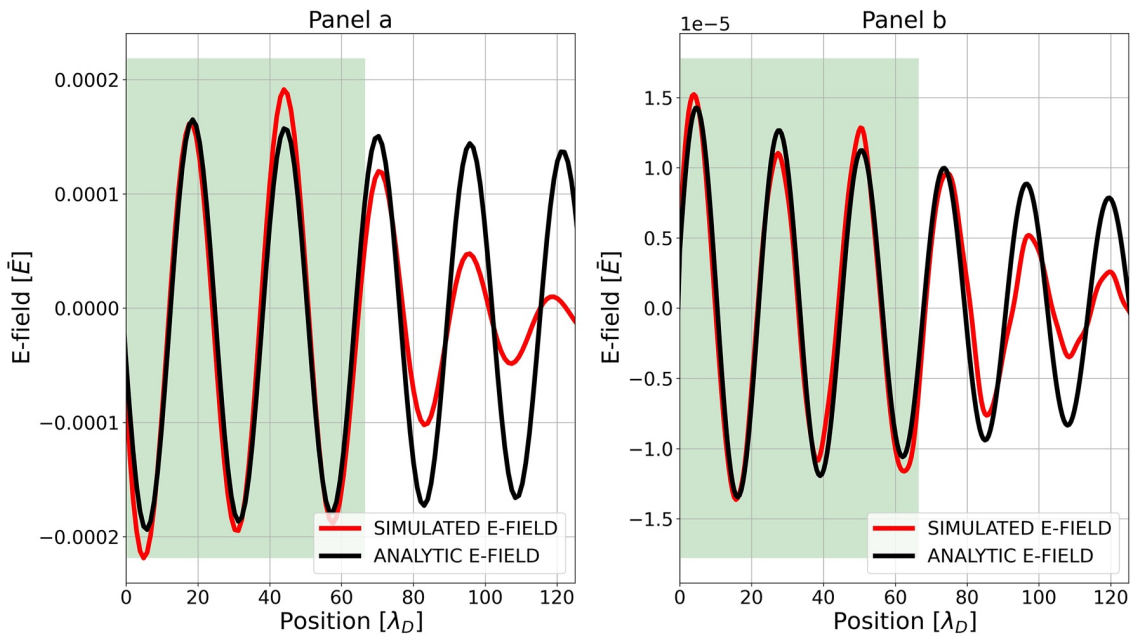 Panel a
0.0002
0.0001
0.0000
−0.0001
−0.0002
E-field [Ē]
0 20 40 60 80 100 120
Position [λ_D]
SIMULATED E-FIELD
ANALYTIC E-FIELD
Panel b
1e−5
1.5
1.0
0.5
0.0
−0.5
−1.0
−1.5
E-field [Ē]
0 20 40 60 80 100 120
Position [λ_D]
SIMULATED E-FIELD
ANALYTIC E-FIELD